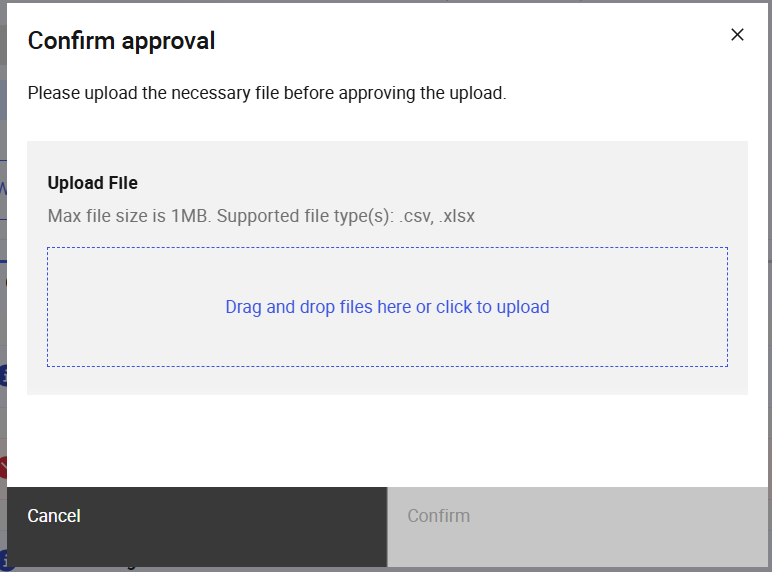 Confirm approval
Please upload the necessary file before approving the upload.
Upload File
Max file size is 1MB. Supported file type(s): .csv, .xlsx
Drag and drop files here or click to upload
Cancel
Confirm